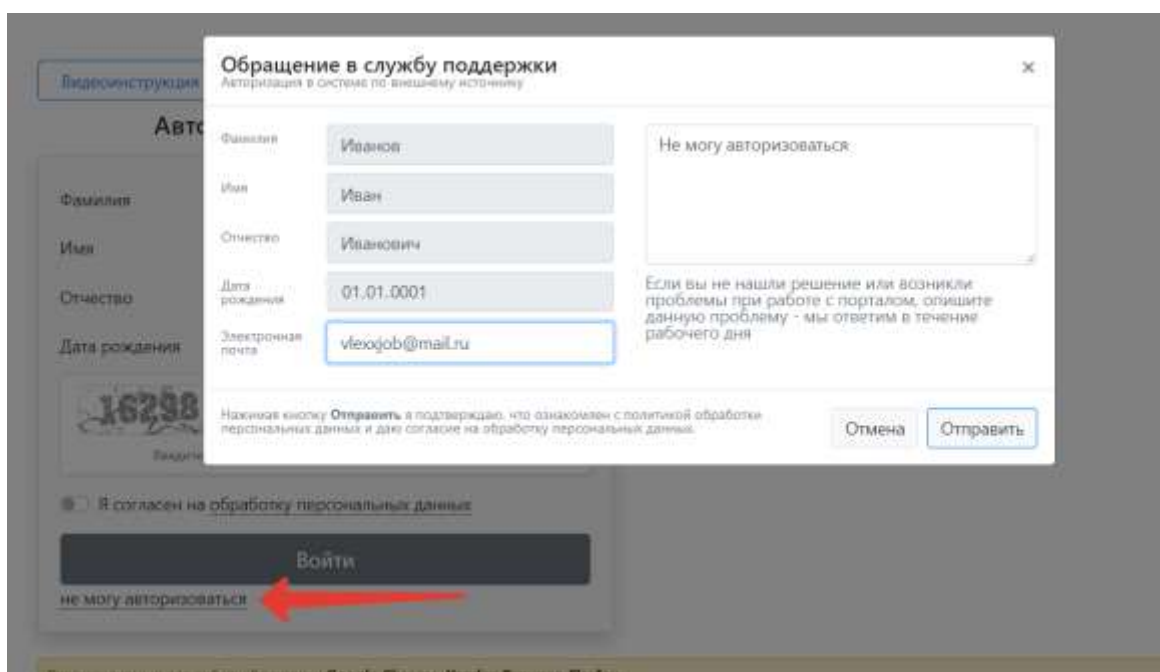 Обращение в службу поддержки
Авторизация в системе по внешнему источнику
×
Видеоинструкция
Авто
Фамилия
Имя
Отчество
Дата рождения
16298
Введите
Фамилия
Иванов
Имя
Иван
Отчество
Иванович
Дата
рождения
01.01.0001
Электронная
почта
vlexxjob@mail.ru
Не могу авторизоваться
Если вы не нашли решение или возникли
проблемы при работе с порталом, опишите
данную проблему - мы ответим в течение
рабочего дня
Нажимая кнопку Отправить я подтверждаю, что ознакомлен с политикой обработки
персональных данных и даю согласие на обработку персональных данных.
Отмена
Отправить
Я согласен на обработку персональных данных
Войти
не могу авторизоваться